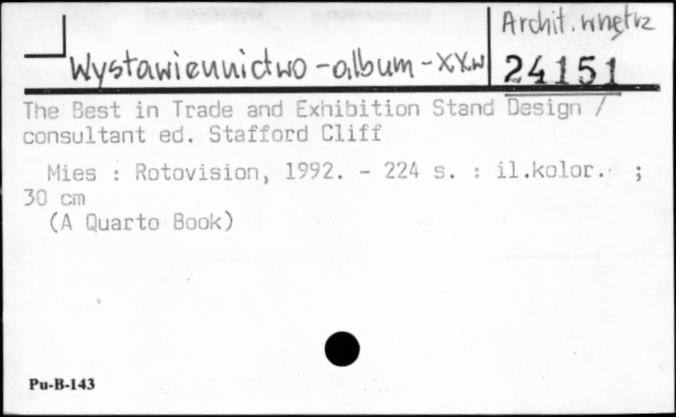 Archit. wnętrz
Wystawiennictwo - album - XX w
24151
The Best in Trade and Exhibition Stand Design /
consultant ed. Stafford Cliff
Mies : Rotovision, 1992. - 224 s. : il.kolor. ;
30 cm
(A Quarto Book)
Pu-B-143